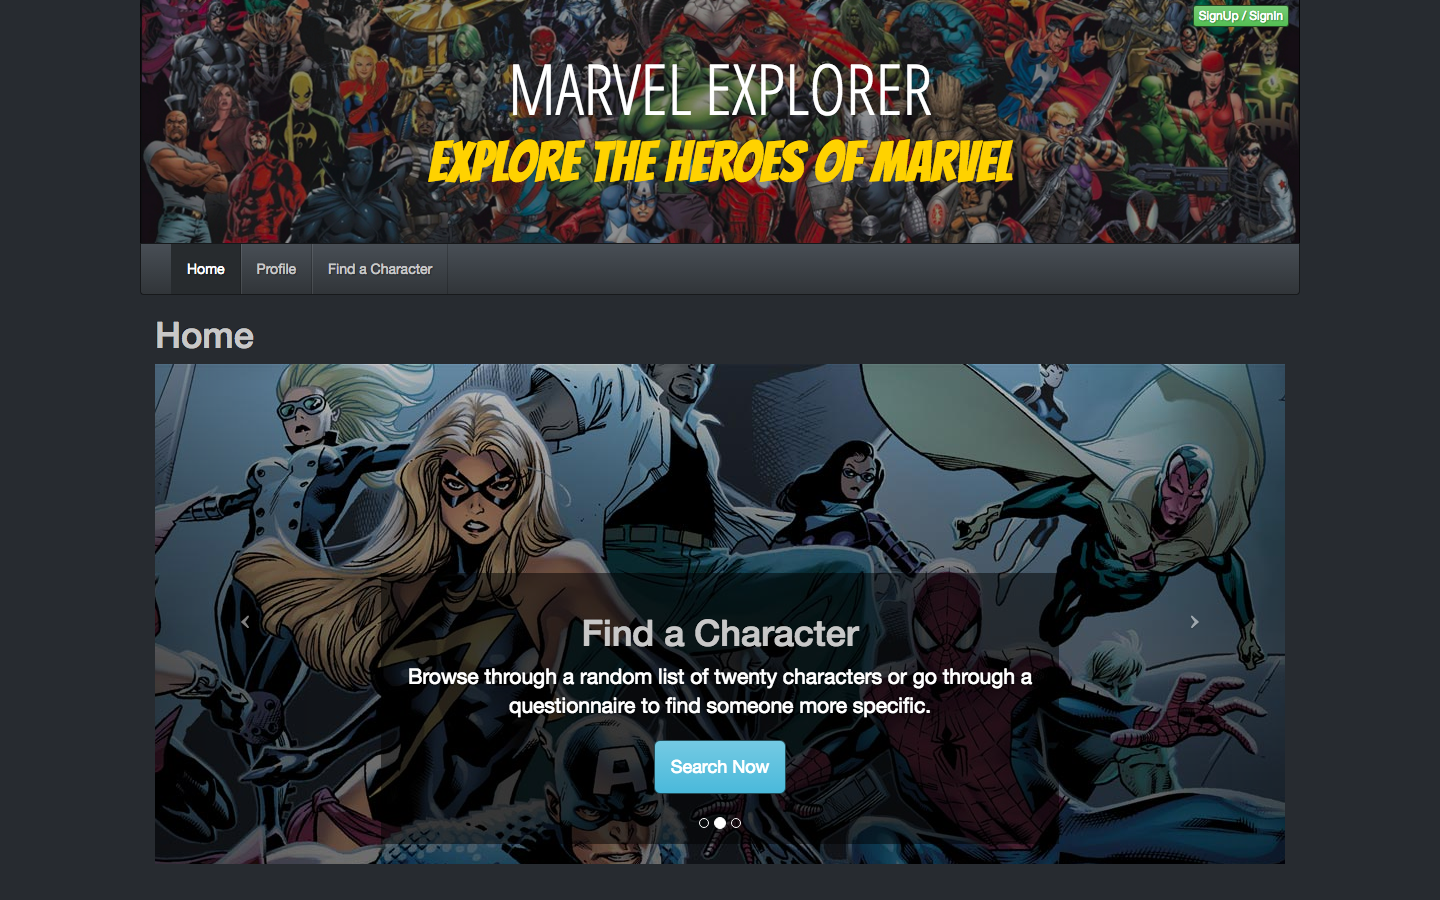 SignUp / SignIn
MARVEL EXPLORER
EXPLORE THE HEROES OF MARVEL
Home
Profile
Find a Character
Home
Find a Character
Browse through a random list of twenty characters or go through a
questionnaire to find someone more specific.
A
Search Now